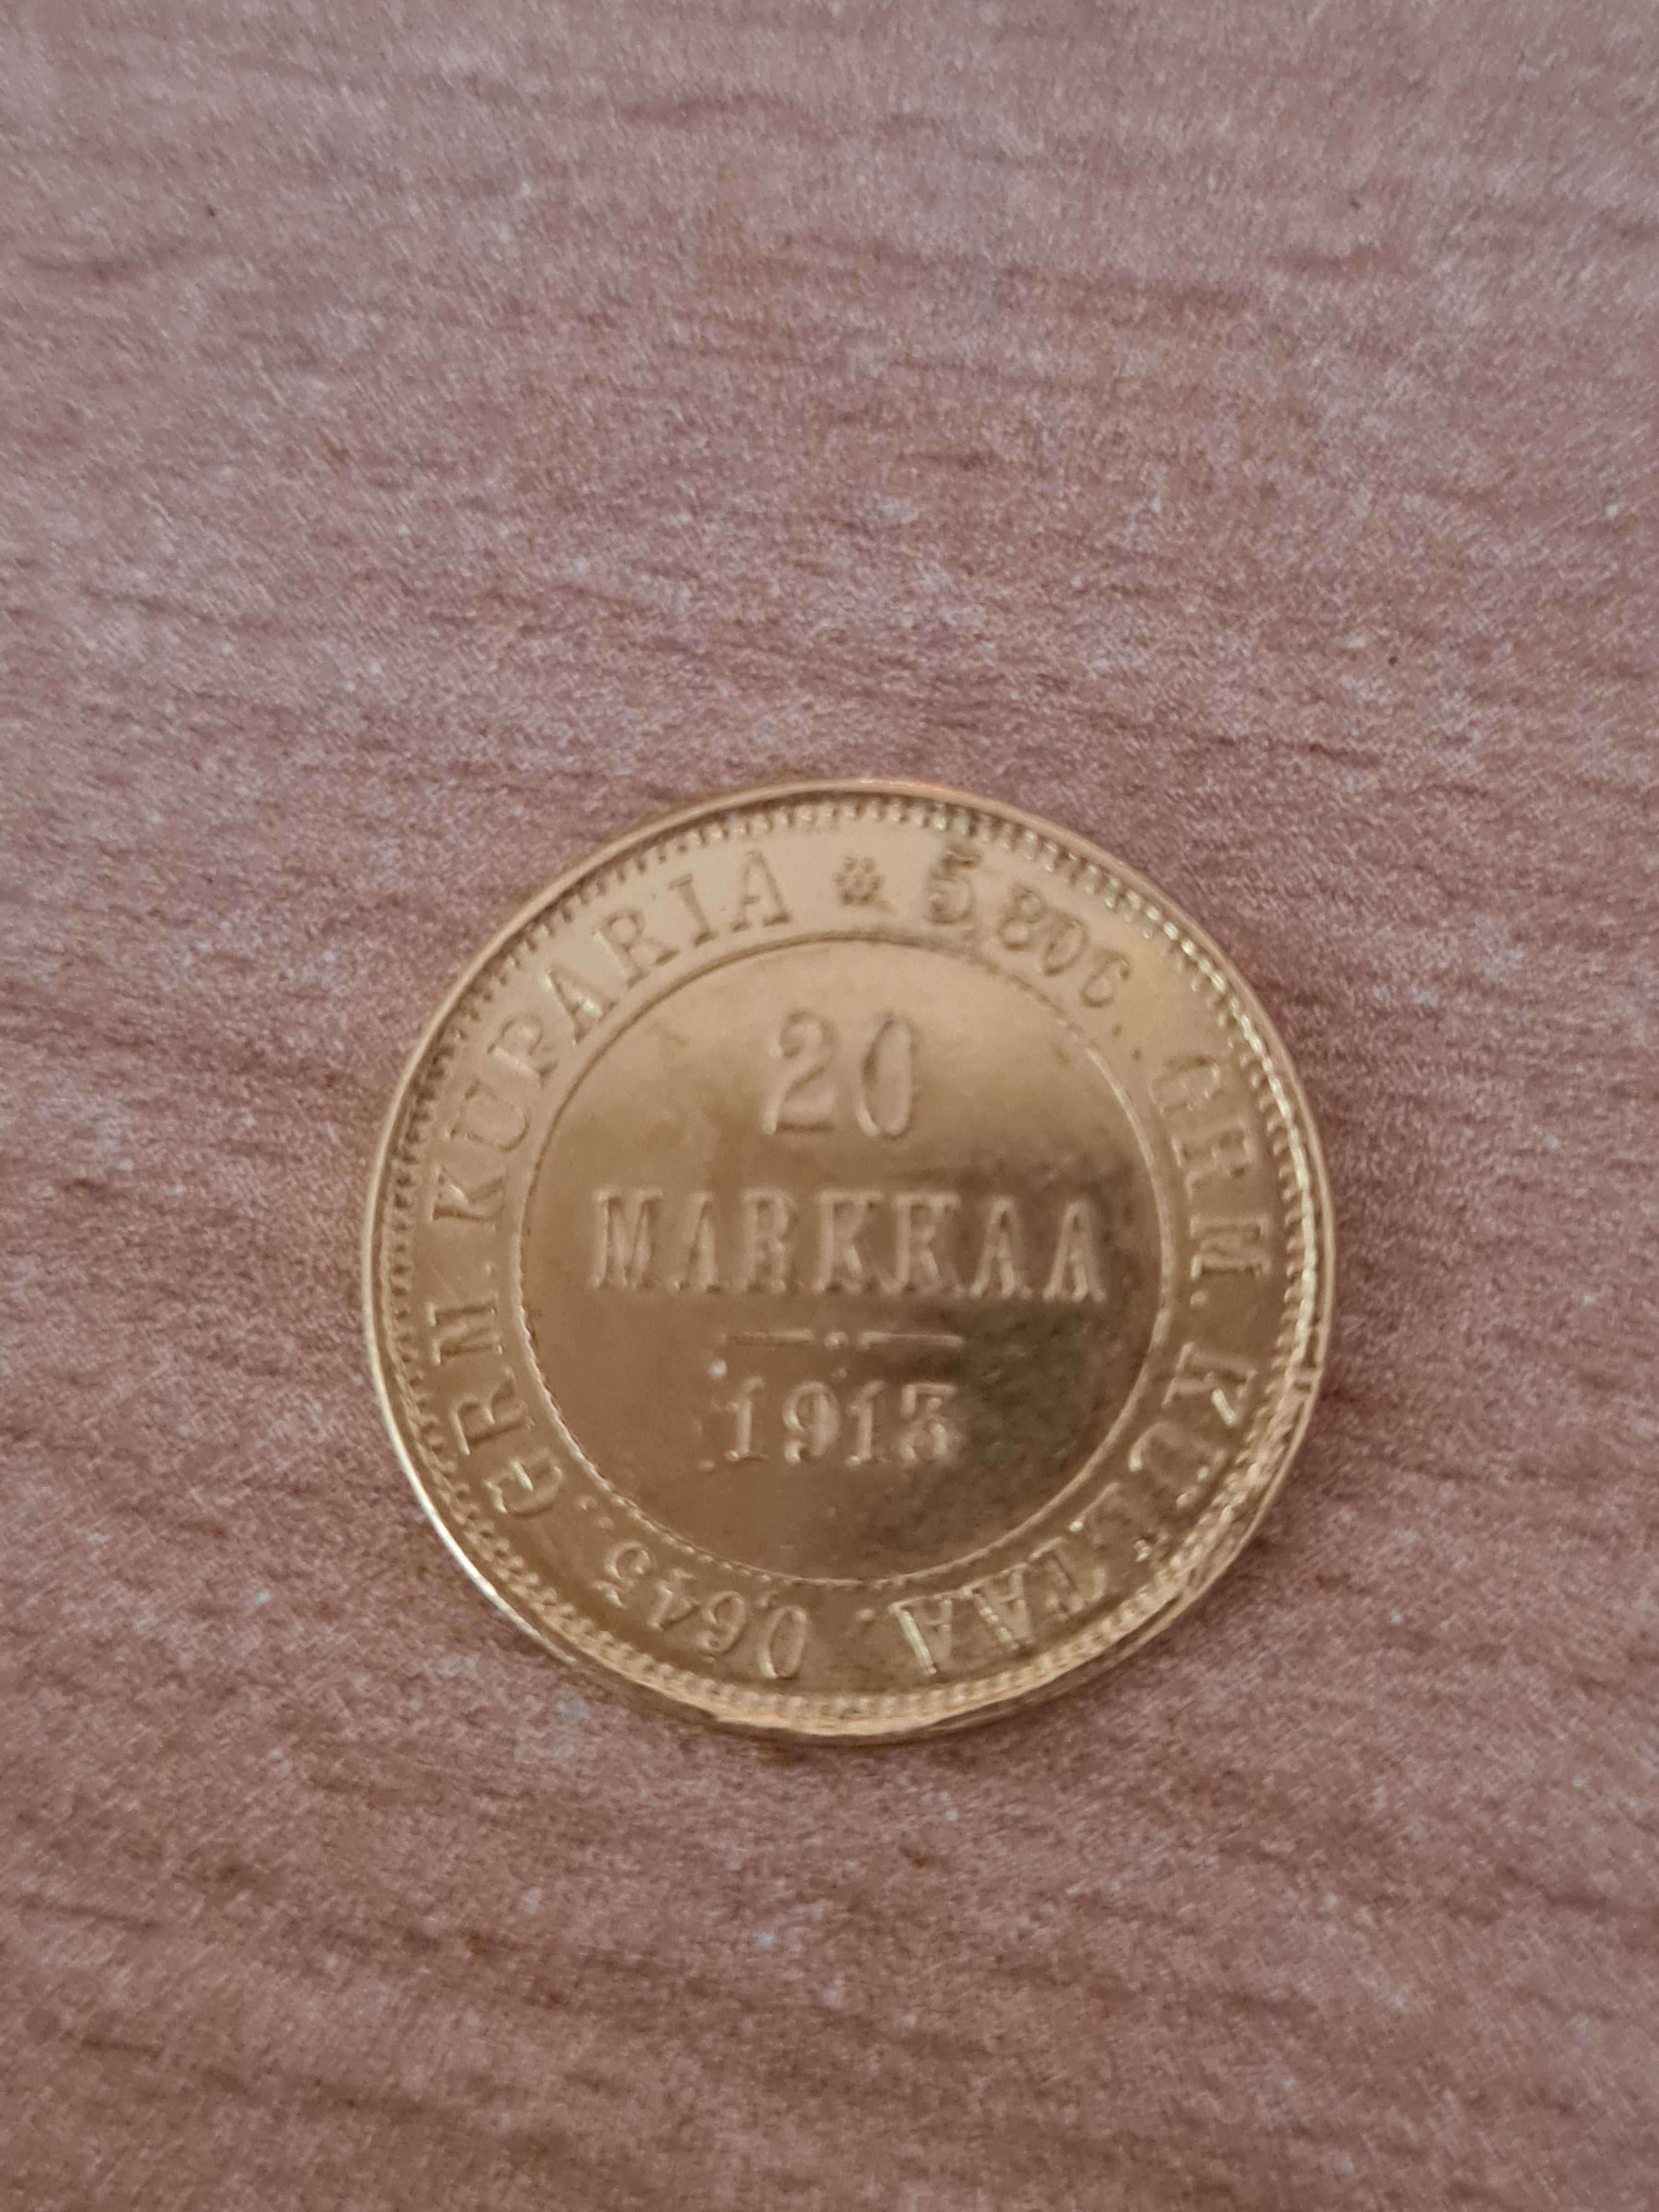 20
MARKKAA
1913
* 5,806. GRM. KULTAA. 0,645. GRM. KUPARIA